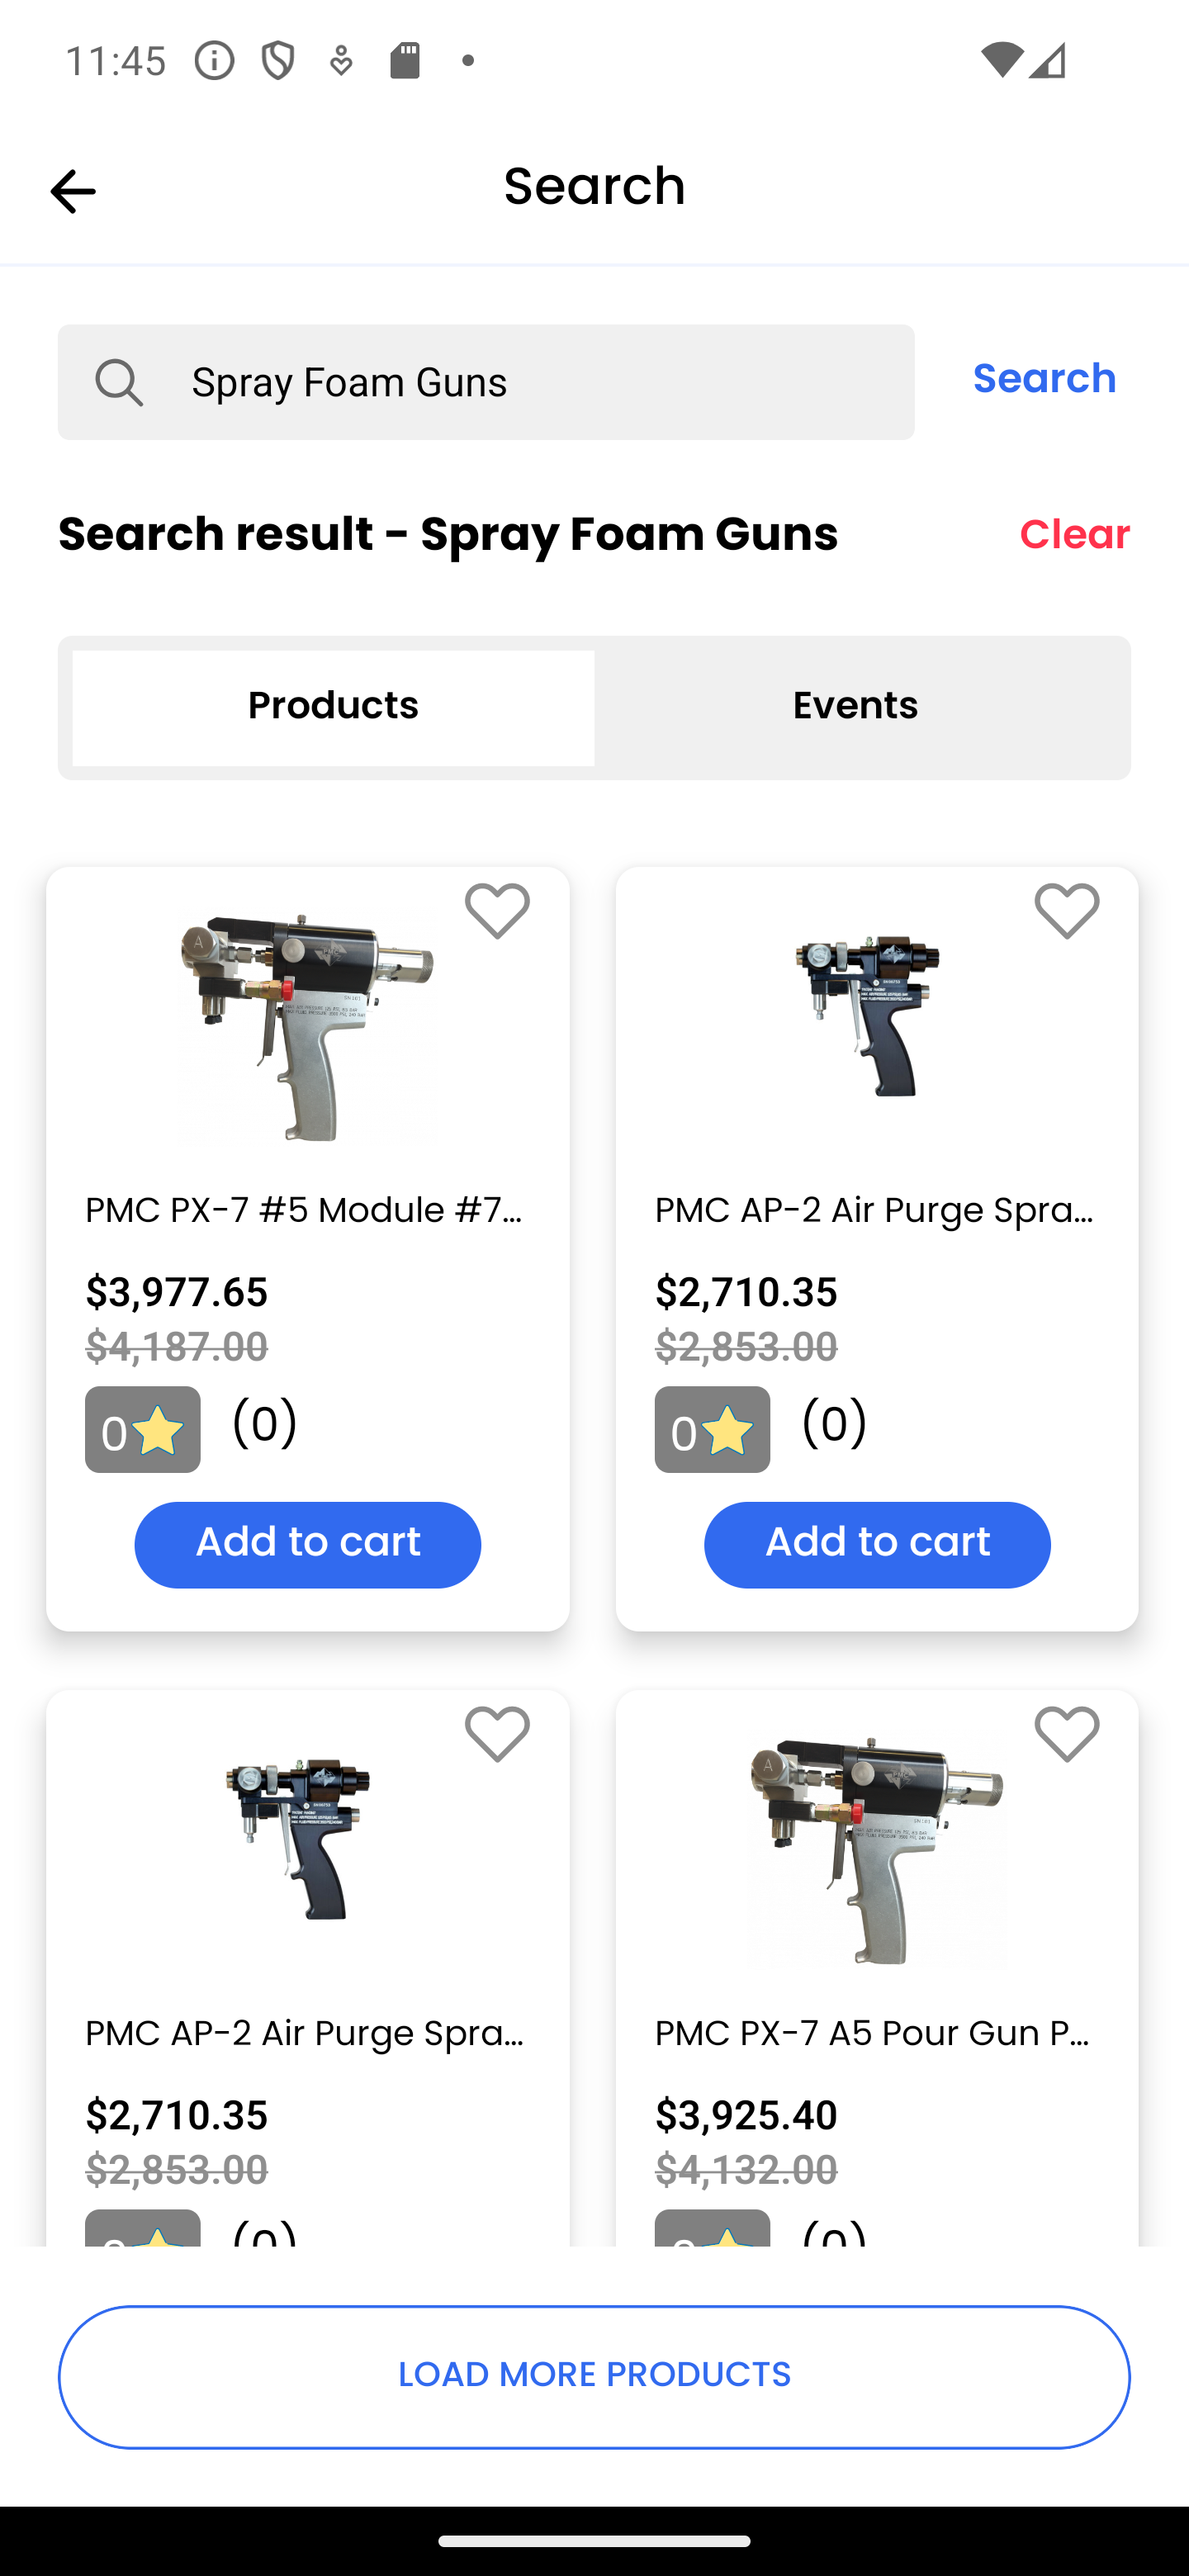 11:45
Search
Spray Foam Guns
Search
Search result - Spray Foam Guns
Clear
Products
Events
PMC PX-7 #5 Module #7...
$3,977.65
$4,187.00
0 (0)
Add to cart
PMC AP-2 Air Purge Spra...
$2,710.35
$2,853.00
0 (0)
Add to cart
PMC AP-2 Air Purge Spra...
$2,710.35
$2,853.00
(0)
PMC PX-7 A5 Pour Gun P...
$3,925.40
$4,132.00
(0)
LOAD MORE PRODUCTS